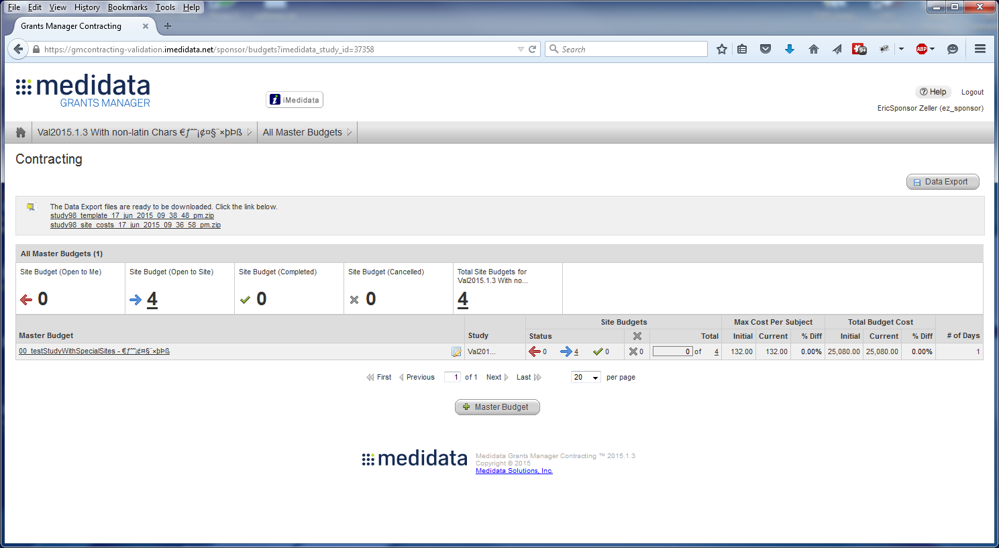 File Edit View History Bookmarks Tools Help
Grants Manager Contracting
https://gmcontracting-validation.imedidata.net/sponsor/budgets?imedidata_study_id=37358
Search
9+
ABP
medidata
GRANTS MANAGER
iMedidata
Help
Logout
EricSponsor Zeller (ez_sponsor)
Val2015.1.3 With non-latin Chars €ƒˆ˜¡¢¤§¨×þÞß
All Master Budgets
Contracting
Data Export
The Data Export files are ready to be downloaded. Click the link below.
study98_template_17_jun_2015_09_38_48_pm.zip
study98_site_costs_17_jun_2015_09_36_58_pm.zip
All Master Budgets (1)
Site Budget (Open to Me) Site Budget (Open to Site) Site Budget (Completed) Site Budget (Cancelled) Total Site Budgets for
Val2015.1.3 With no...
0 4 0 0 4
Site Budgets Max Cost Per Subject Total Budget Cost
Master Budget Study Status Total Initial Current % Diff Initial Current % Diff # of Days
00_testStudyWithSpecialSites - €ƒˆ˜¡¢¤§¨×þÞß Val201... 0 4 0 0 0 of 4 132.00 132.00 0.00% 25,080.00 25,080.00 0.00% 1
First Previous 1 of 1 Next Last 20 per page
Master Budget
medidata
Medidata Grants Manager Contracting ™ 2015.1.3
Copyright © 2015
Medidata Solutions, Inc.